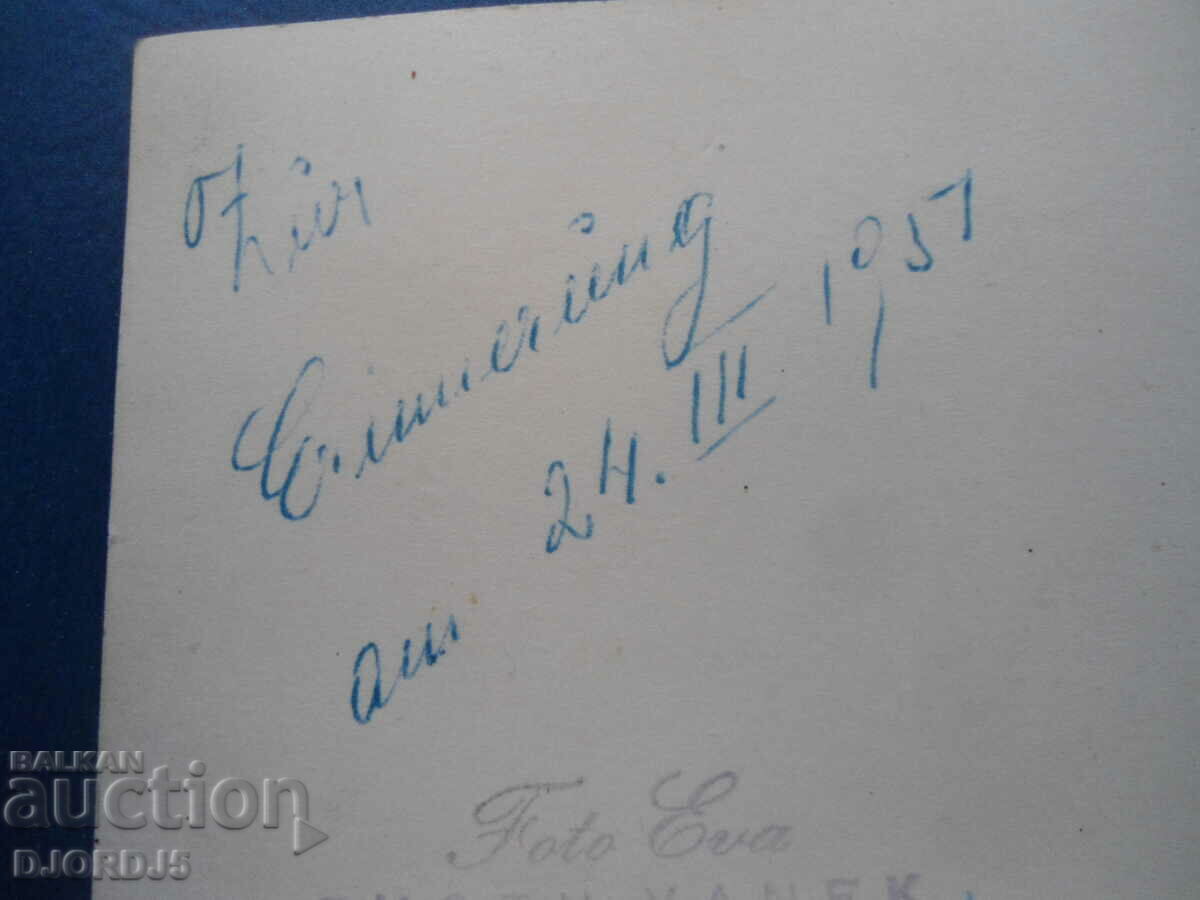 Zur
Erinnerung
am 24. III 1951
Foto Eva
BALKAN
auction
DJORDJ5